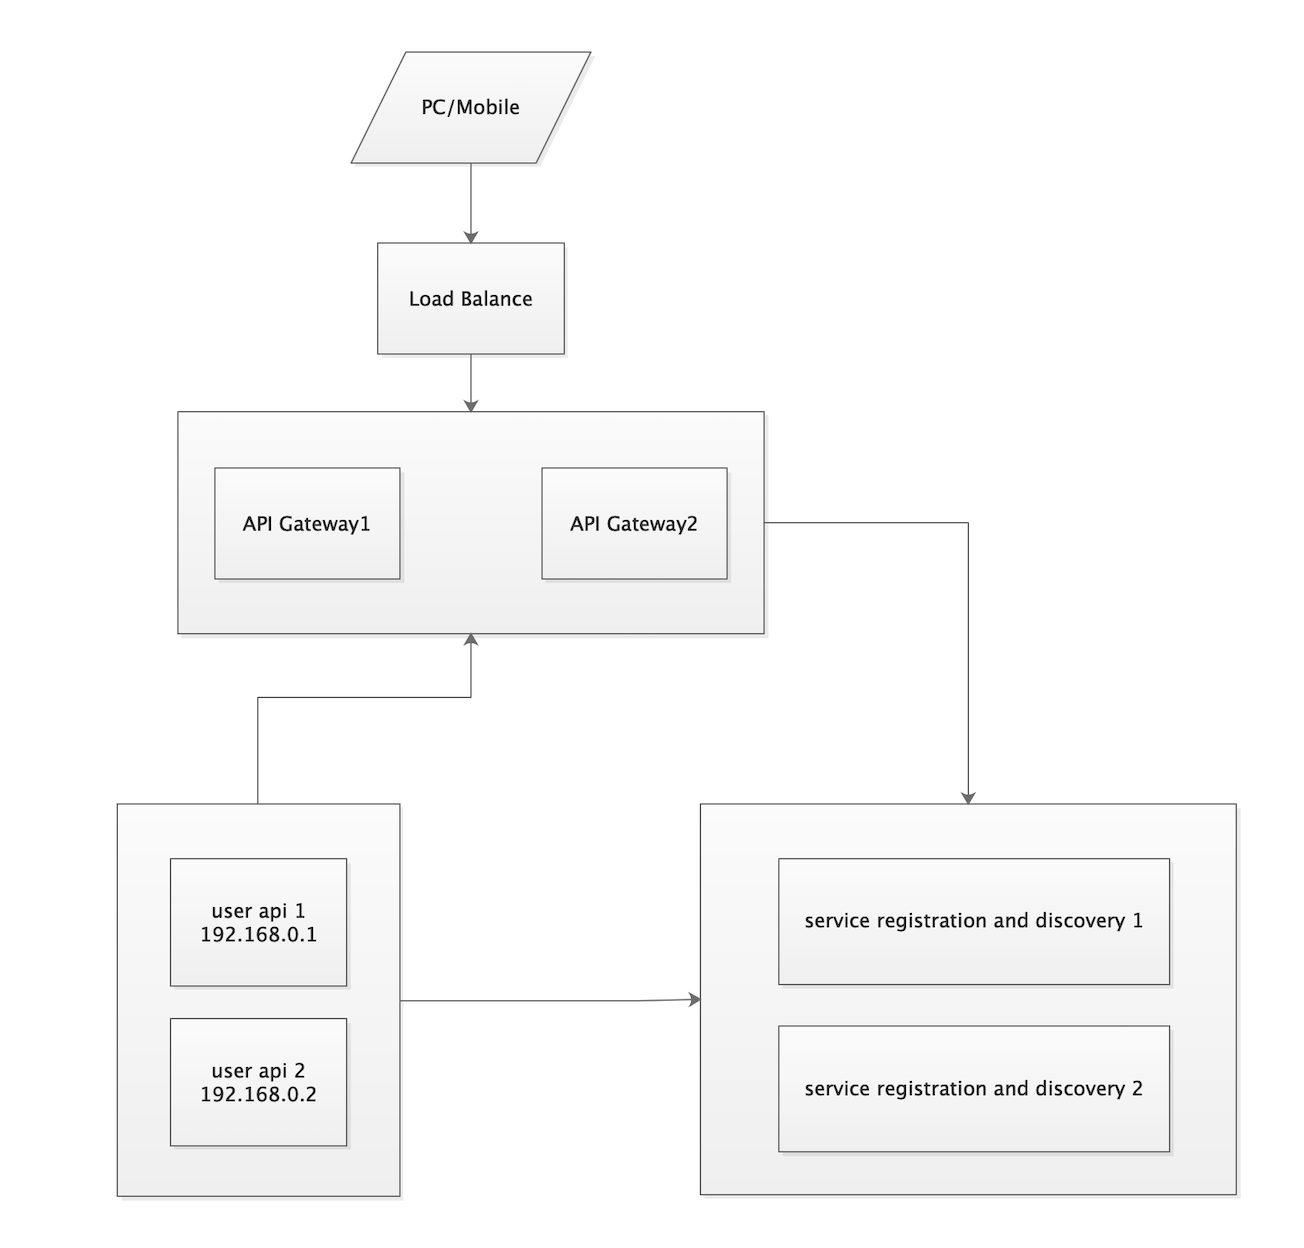 PC/Mobile
Load Balance
API Gateway1
API Gateway2
user api 1
192.168.0.1
user api 2
192.168.0.2
service registration and discovery 1
service registration and discovery 2